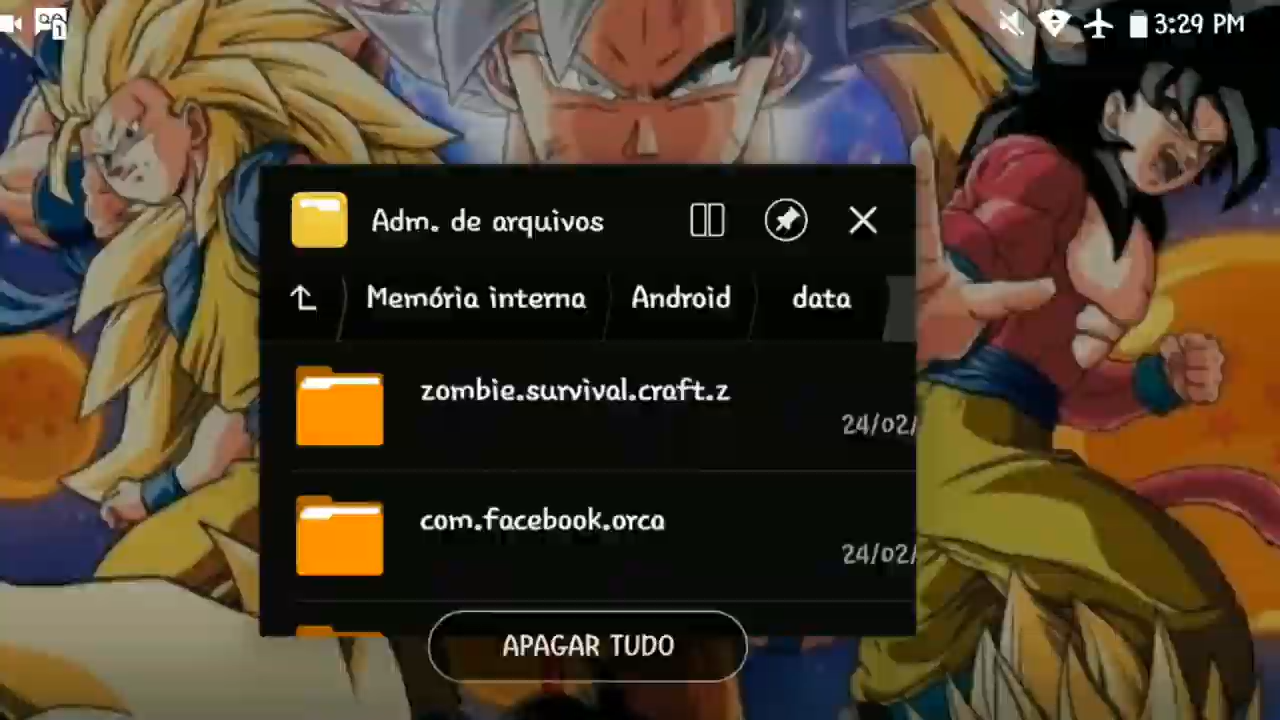 3:29 PM
Adm. de arquivos
Memória interna Android data
zombie.survival.craft.z
24/02/
com.facebook.orca
24/02/
APAGAR TUDO